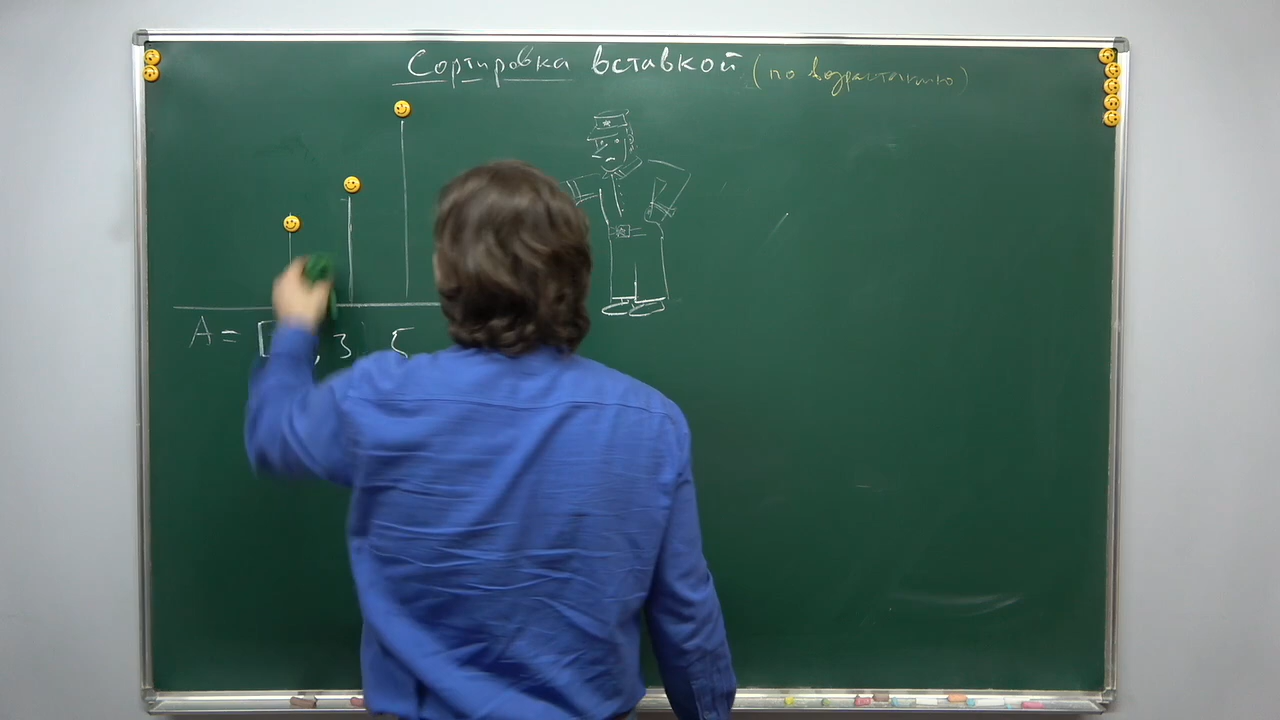 Сортировка вставкой (по возрастанию)
A = [ , 3 5